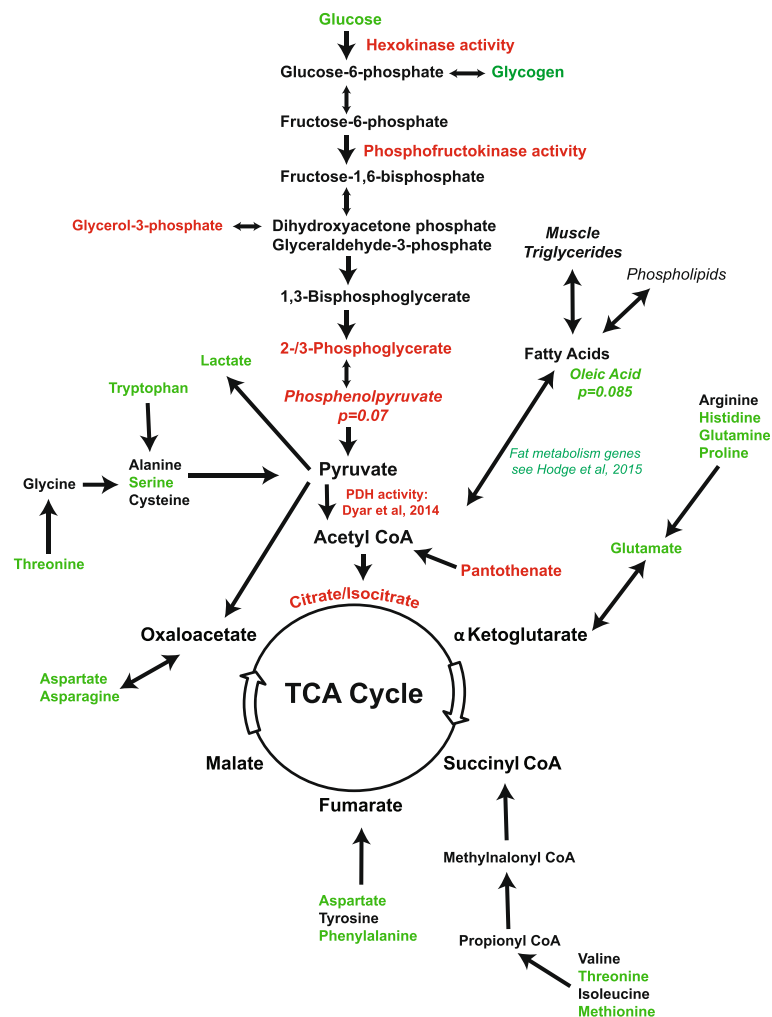 Glucose
Hexokinase activity
Glucose-6-phosphate
Glycogen
Fructose-6-phosphate
Phosphofructokinase activity
Fructose-1,6-bisphosphate
Glycerol-3-phosphate
Dihydroxyacetone phosphate
Glyceraldehyde-3-phosphate
Muscle
Triglycerides
Phospholipids
1,3-Bisphosphoglycerate
2-/3-Phosphoglycerate
Fatty Acids
Oleic Acid
p=0.085
Lactate
Tryptophan
Phosphenolpyruvate
p=0.07
Arginine
Histidine
Glutamine
Proline
Fat metabolism genes
see Hodge et al, 2015
Glycine
Alanine
Serine
Cysteine
Pyruvate
PDH activity:
Dyar et al, 2014
Acetyl CoA
Threonine
Glutamate
Pantothenate
Citrate/Isocitrate
Oxaloacetate
α Ketoglutarate
Aspartate
Asparagine
TCA Cycle
Malate
Succinyl CoA
Fumarate
Methylnalonyl CoA
Aspartate
Tyrosine
Phenylalanine
Propionyl CoA
Valine
Threonine
Isoleucine
Methionine